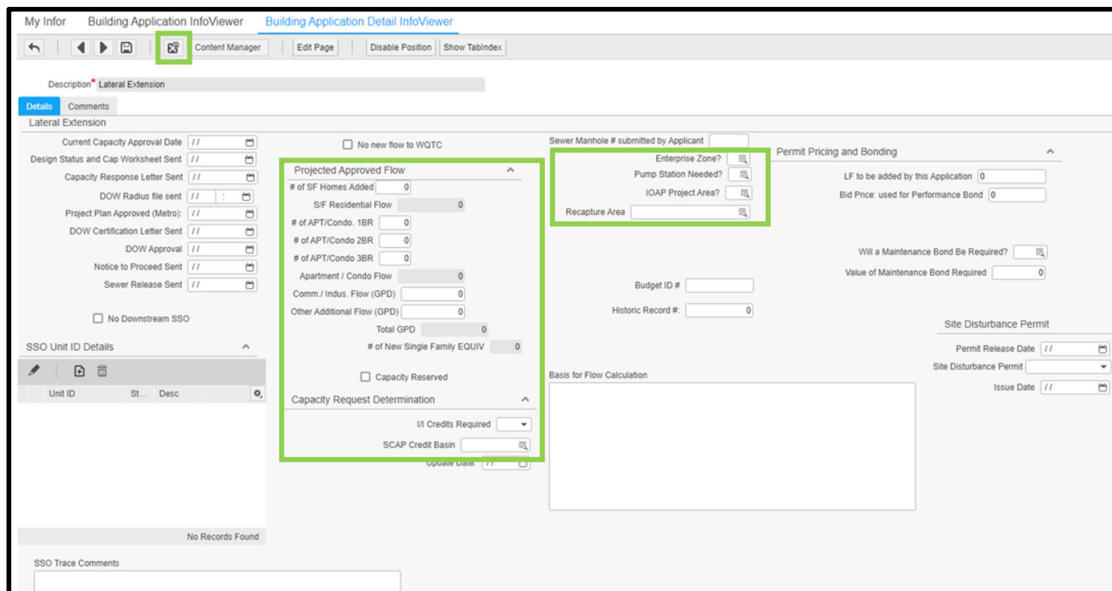 My Infor Building Application InfoViewer Building Application Detail InfoViewer
Content Manager Edit Page Disable Position Show TabIndex
Description* Lateral Extension
Details Comments
Lateral Extension
Current Capacity Approval Date / /
Design Status and Cap Worksheet Sent / /
Capacity Response Letter Sent / /
DOW Radius file sent / / :
Project Plan Approved (Metro): / /
DOW Certification Letter Sent / /
DOW Approval / /
Notice to Proceed Sent / /
Sewer Release Sent / /
No Downstream SSO
SSO Unit ID Details
Unit ID St... Desc
No Records Found
SSO Trace Comments
No new flow to WQTC
Projected Approved Flow
# of SF Homes Added 0
S/F Residential Flow 0
# of APT/Condo. 1BR 0
# of APT/Condo 2BR 0
# of APT/Condo 3BR 0
Apartment / Condo Flow 0
Comm./ Indus. Flow (GPD) 0
Other Additional Flow (GPD) 0
Total GPD 0
# of New Single Family EQUIV 0
Capacity Reserved
Capacity Request Determination
I/I Credits Required
SCAP Credit Basin
Update Date: / /
Sewer Manhole # submitted by Applicant
Enterprise Zone?
Pump Station Needed?
IOAP Project Area?
Recapture Area
Budget ID #
Historic Record #: 0
Basis for Flow Calculation
Permit Pricing and Bonding
LF to be added by this Application 0
Bid Price: used for Performance Bond 0
Will a Maintenance Bond Be Required?
Value of Maintenance Bond Required 0
Site Disturbance Permit
Permit Release Date / /
Site Disturbance Permit
Issue Date / /